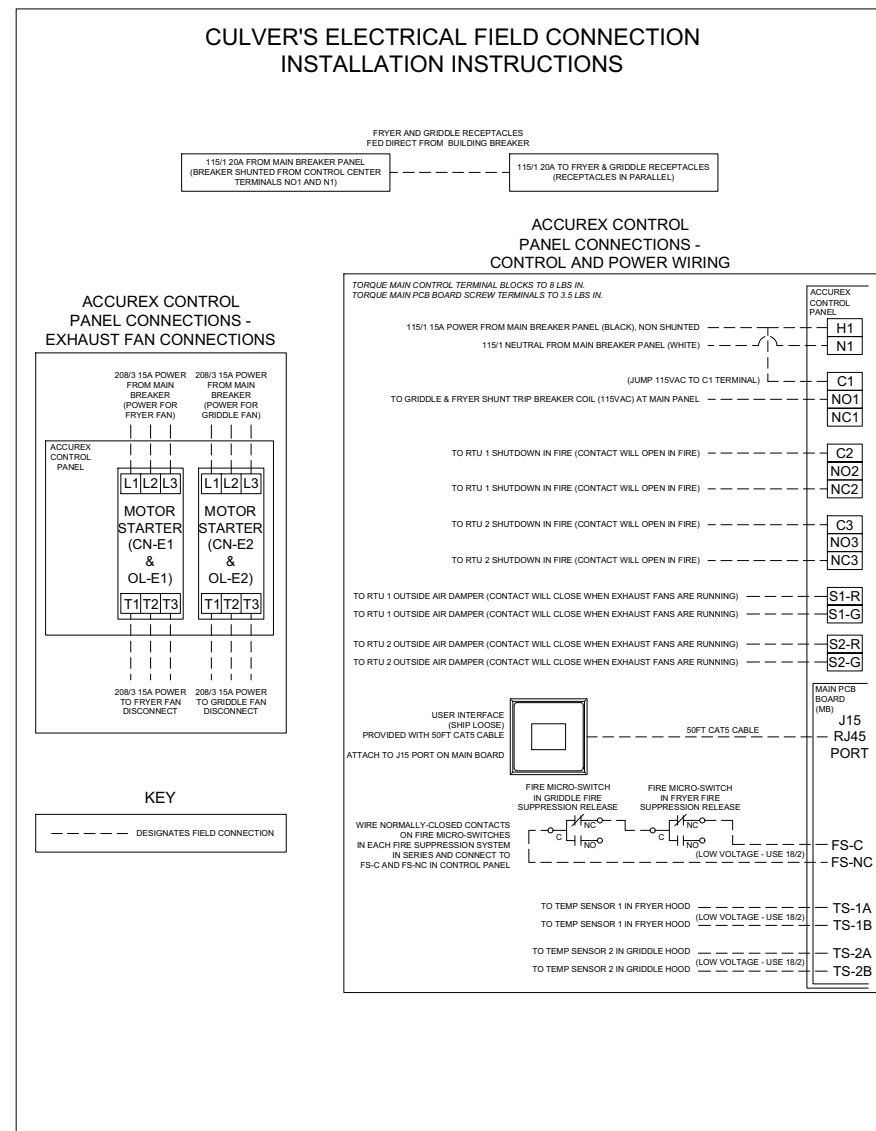 CULVER'S ELECTRICAL FIELD CONNECTION
INSTALLATION INSTRUCTIONS
FRYER AND GRIDDLE RECEPTACLES
FED DIRECT FROM BUILDING BREAKER
115/1 20A FROM MAIN BREAKER PANEL
(BREAKER SHUNTED FROM CONTROL CENTER
TERMINALS NO1 AND N1)
115/1 20A TO FRYER & GRIDDLE RECEPTACLES
(RECEPTACLES IN PARALLEL)
ACCUREX CONTROL
PANEL CONNECTIONS -
EXHAUST FAN CONNECTIONS
208/3 15A POWER
FROM MAIN
BREAKER
(POWER FOR
FRYER FAN)
208/3 15A POWER
FROM MAIN
BREAKER
(POWER FOR
GRIDDLE FAN)
ACCUREX
CONTROL
PANEL
L1 L2 L3
MOTOR
STARTER
(CN-E1
&
OL-E1)
T1 T2 T3
L1 L2 L3
MOTOR
STARTER
(CN-E2
&
OL-E2)
T1 T2 T3
208/3 15A POWER
TO FRYER FAN
DISCONNECT
208/3 15A POWER
TO GRIDDLE FAN
DISCONNECT
KEY
DESIGNATES FIELD CONNECTION
ACCUREX CONTROL
PANEL CONNECTIONS -
CONTROL AND POWER WIRING
TORQUE MAIN CONTROL TERMINAL BLOCKS TO 8 LBS IN.
TORQUE MAIN PCB BOARD SCREW TERMINALS TO 3.5 LBS IN.
ACCUREX
CONTROL
PANEL
115/1 15A POWER FROM MAIN BREAKER PANEL (BLACK), NON SHUNTED H1
115/1 NEUTRAL FROM MAIN BREAKER PANEL (WHITE) N1
(JUMP 115VAC TO C1 TERMINAL) C1
TO GRIDDLE & FRYER SHUNT TRIP BREAKER COIL (115VAC) AT MAIN PANEL NO1
NC1
TO RTU 1 SHUTDOWN IN FIRE (CONTACT WILL OPEN IN FIRE) C2
NO2
TO RTU 1 SHUTDOWN IN FIRE (CONTACT WILL OPEN IN FIRE) NC2
TO RTU 2 SHUTDOWN IN FIRE (CONTACT WILL OPEN IN FIRE) C3
NO3
TO RTU 2 SHUTDOWN IN FIRE (CONTACT WILL OPEN IN FIRE) NC3
TO RTU 1 OUTSIDE AIR DAMPER (CONTACT WILL CLOSE WHEN EXHAUST FANS ARE RUNNING) S1-R
TO RTU 1 OUTSIDE AIR DAMPER (CONTACT WILL CLOSE WHEN EXHAUST FANS ARE RUNNING) S1-G
TO RTU 2 OUTSIDE AIR DAMPER (CONTACT WILL CLOSE WHEN EXHAUST FANS ARE RUNNING) S2-R
TO RTU 2 OUTSIDE AIR DAMPER (CONTACT WILL CLOSE WHEN EXHAUST FANS ARE RUNNING) S2-G
MAIN PCB
BOARD
(MB)
USER INTERFACE
(SHIP LOOSE)
PROVIDED WITH 50FT CAT5 CABLE
ATTACH TO J15 PORT ON MAIN BOARD
50FT CAT5 CABLE
J15
RJ45
PORT
FIRE MICRO-SWITCH
IN GRIDDLE FIRE
SUPPRESSION RELEASE
FIRE MICRO-SWITCH
IN FRYER FIRE
SUPPRESSION RELEASE
WIRE NORMALLY-CLOSED CONTACTS
ON FIRE MICRO-SWITCHES
IN EACH FIRE SUPPRESSION SYSTEM
IN SERIES AND CONNECT TO
FS-C AND FS-NC IN CONTROL PANEL
C NC NO
C NC NO
(LOW VOLTAGE - USE 18/2)
FS-C
FS-NC
TO TEMP SENSOR 1 IN FRYER HOOD TS-1A
(LOW VOLTAGE - USE 18/2)
TO TEMP SENSOR 1 IN FRYER HOOD TS-1B
TO TEMP SENSOR 2 IN GRIDDLE HOOD TS-2A
(LOW VOLTAGE - USE 18/2)
TO TEMP SENSOR 2 IN GRIDDLE HOOD TS-2B